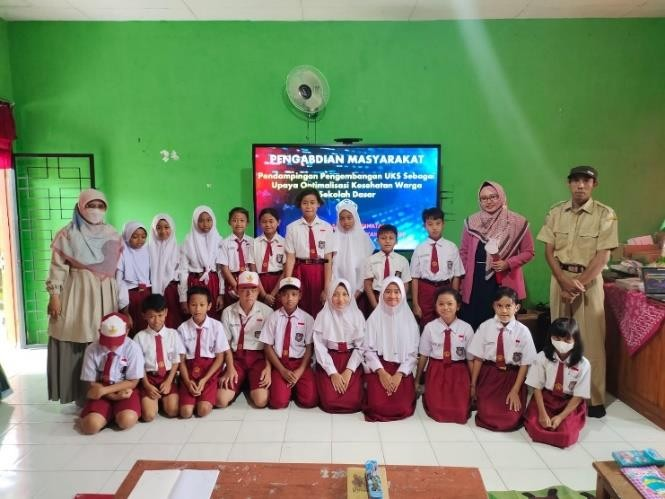 PENGABDIAN MASYARAKAT
Pendampingan Pengembangan UKS Sebagai
Upaya Optimalisasi Kesehatan Warga
Sekolah Dasar